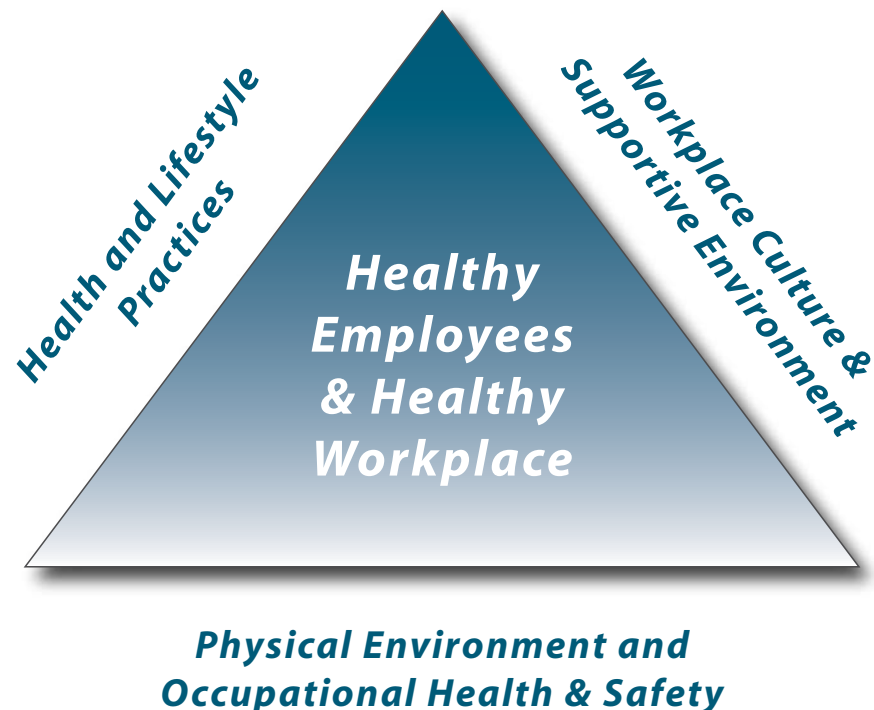 Health and Lifestyle
Practices
Workplace Culture &
Supportive Environment
Healthy
Employees
& Healthy
Workplace
Physical Environment and
Occupational Health & Safety